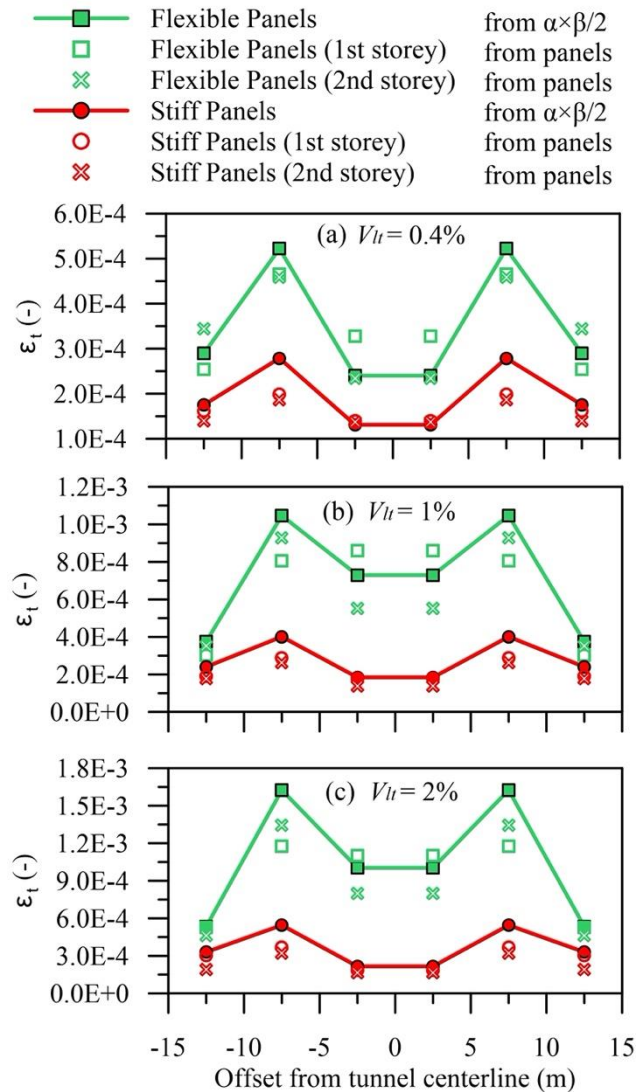 Flexible Panels from α×β/2
Flexible Panels (1st storey) from panels
Flexible Panels (2nd storey) from panels
Stiff Panels from α×β/2
Stiff Panels (1st storey) from panels
Stiff Panels (2nd storey) from panels
(a) Vlt = 0.4%
6.0E-4
5.0E-4
4.0E-4
3.0E-4
2.0E-4
1.0E-4
εt (-)
(b) Vlt = 1%
1.2E-3
1.0E-3
8.0E-4
6.0E-4
4.0E-4
2.0E-4
0.0E+0
εt (-)
(c) Vlt = 2%
1.8E-3
1.5E-3
1.2E-3
9.0E-4
6.0E-4
3.0E-4
0.0E+0
εt (-)
-15 -10 -5 0 5 10 15
Offset from tunnel centerline (m)